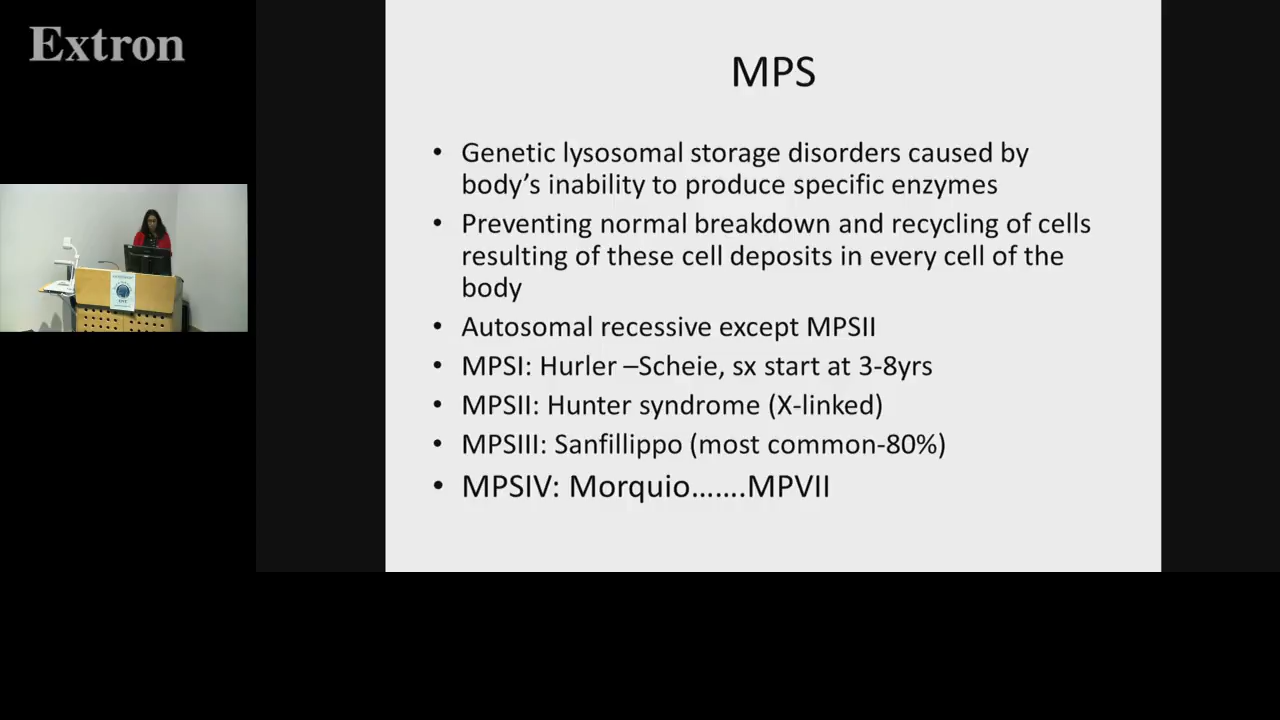 Extron
MPS
• Genetic lysosomal storage disorders caused by
body's inability to produce specific enzymes
• Preventing normal breakdown and recycling of cells
resulting of these cell deposits in every cell of the
body
• Autosomal recessive except MPSII
• MPSI: Hurler –Scheie, sx start at 3-8yrs
• MPSII: Hunter syndrome (X-linked)
• MPSIII: Sanfillippo (most common-80%)
• MPSIV: Morquio…….MPVII